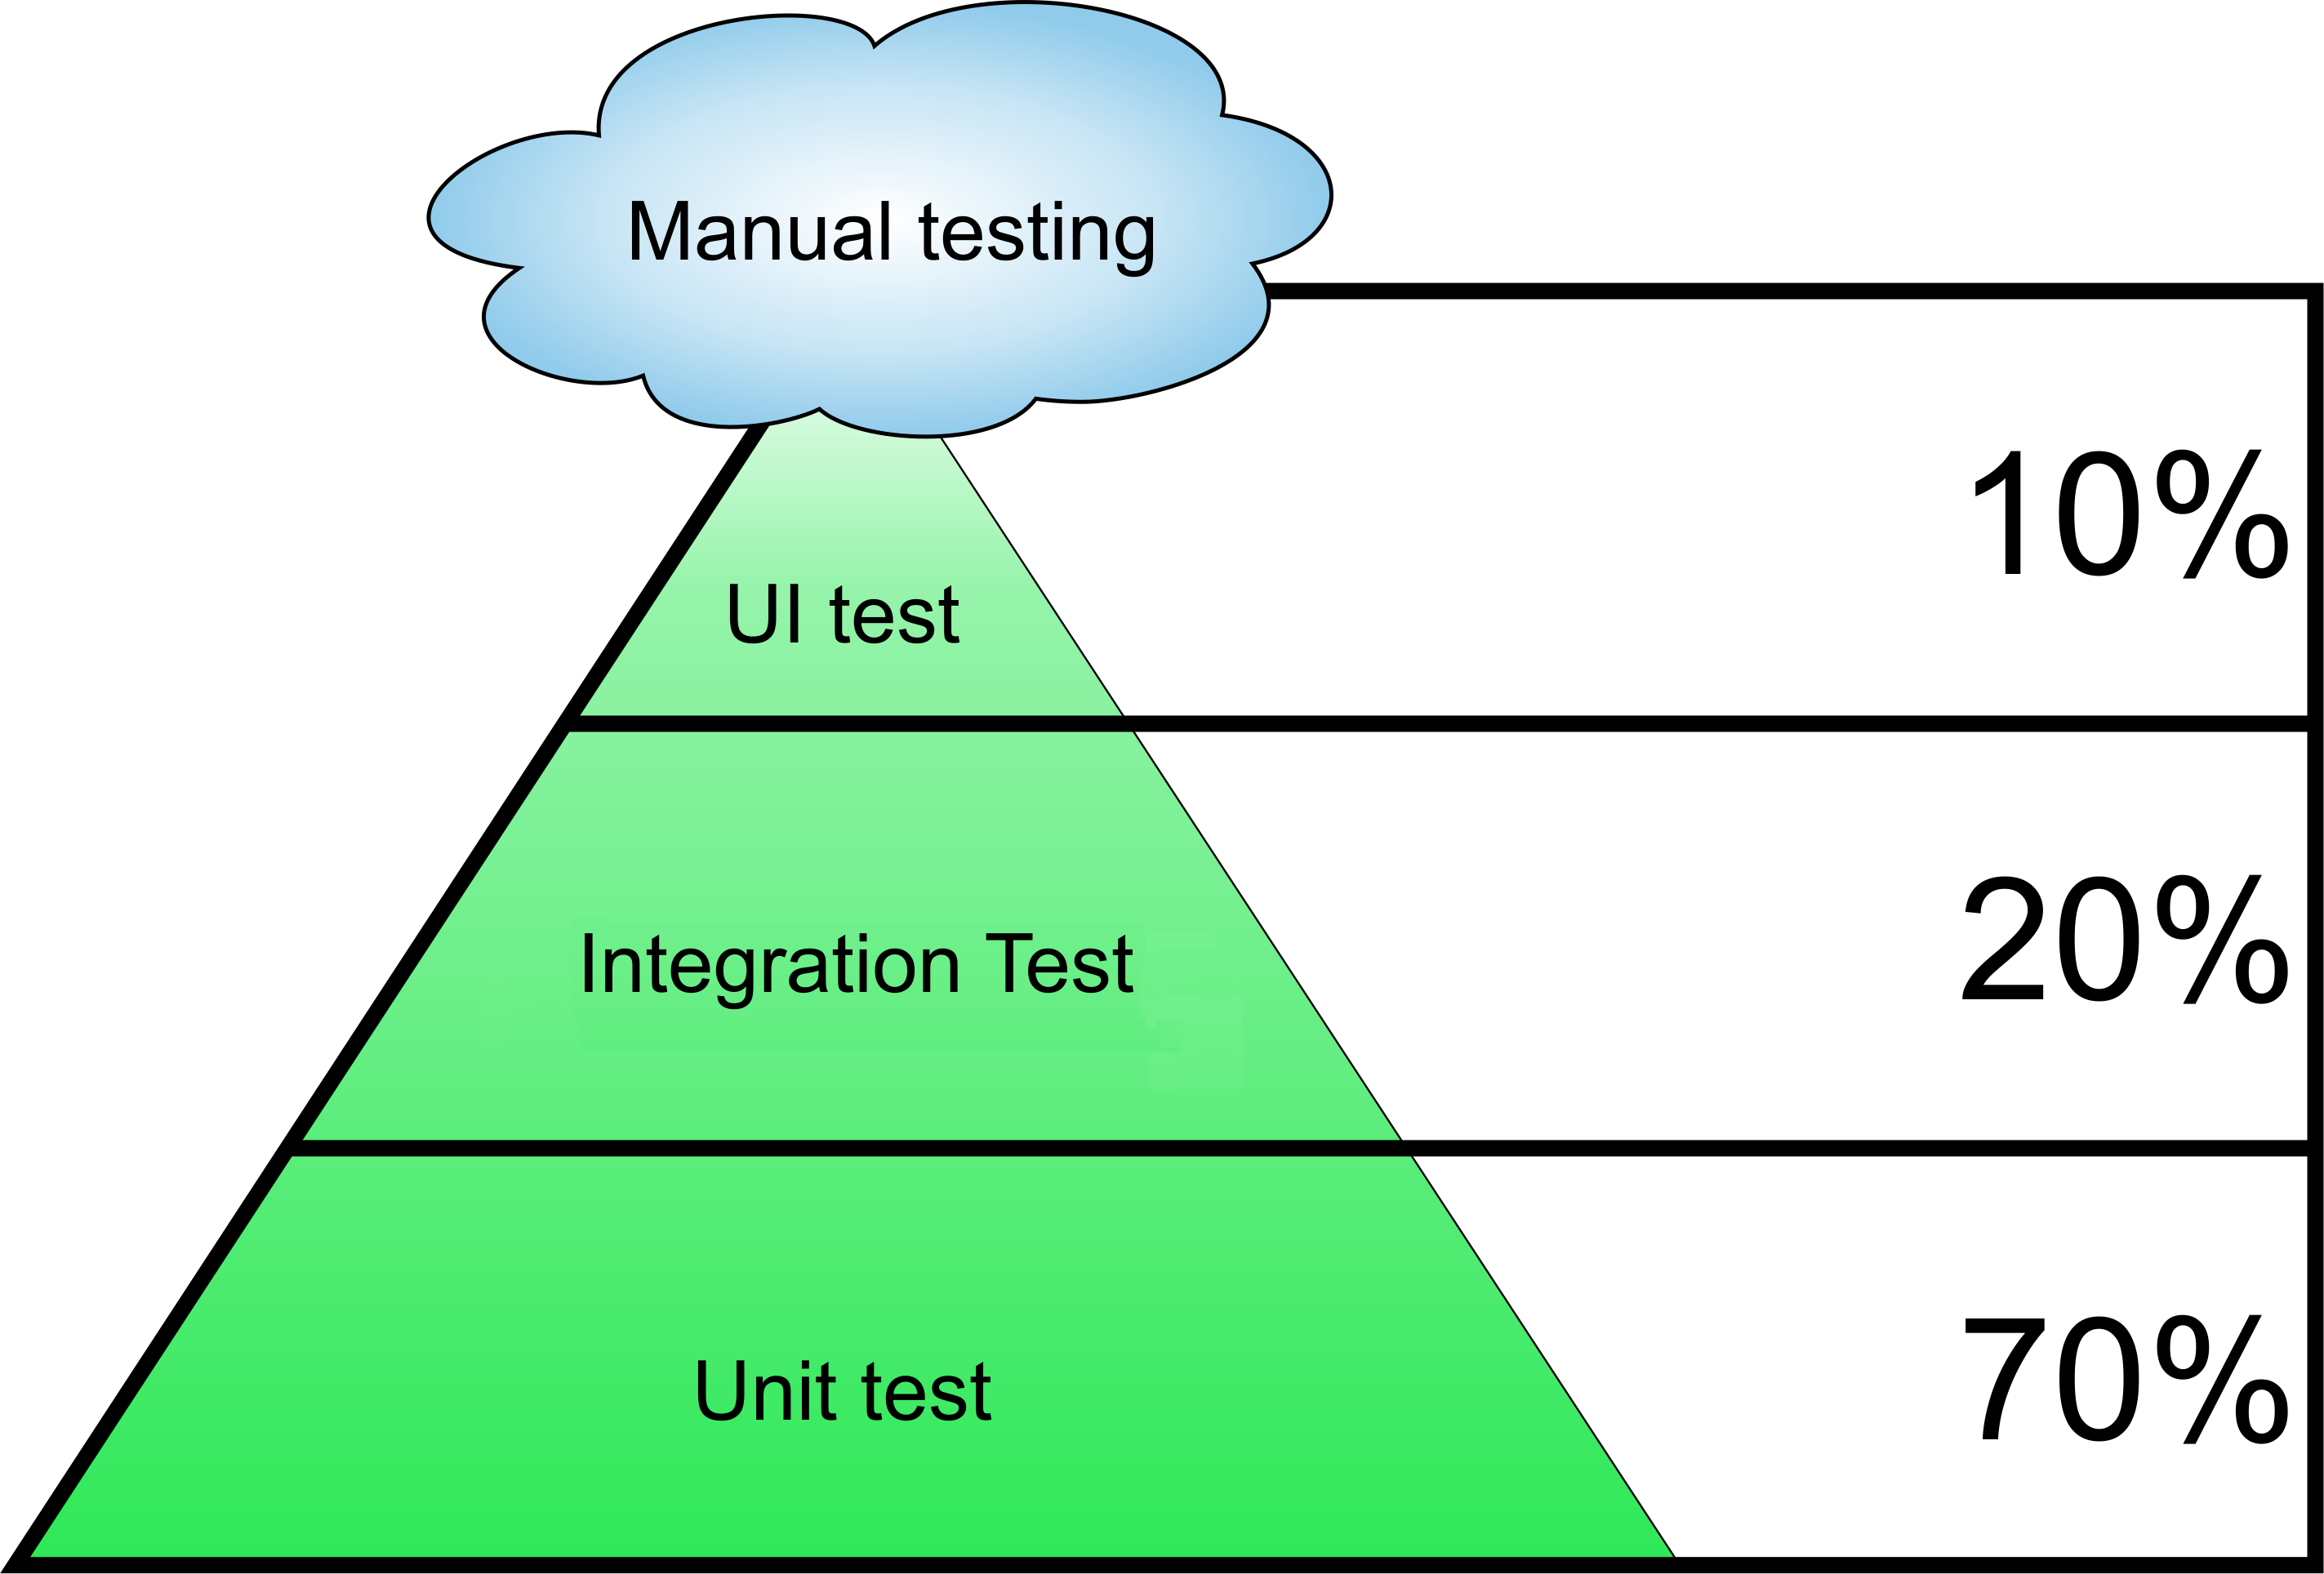 Manual testing
10%
UI test
20%
Integration Test
70%
Unit test